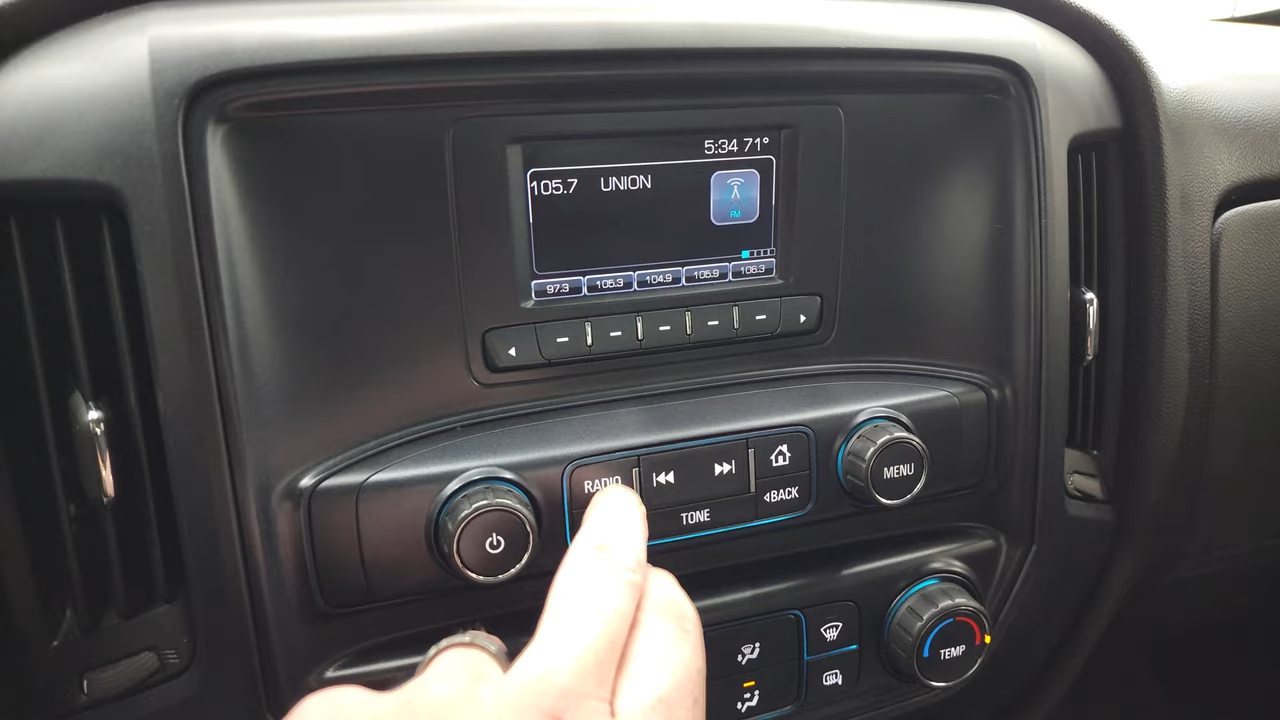 5:34 71°
105.7 UNION
FM
97.3 105.3 104.9 105.9 106.3
RADIO
TONE
BACK
MENU
TEMP